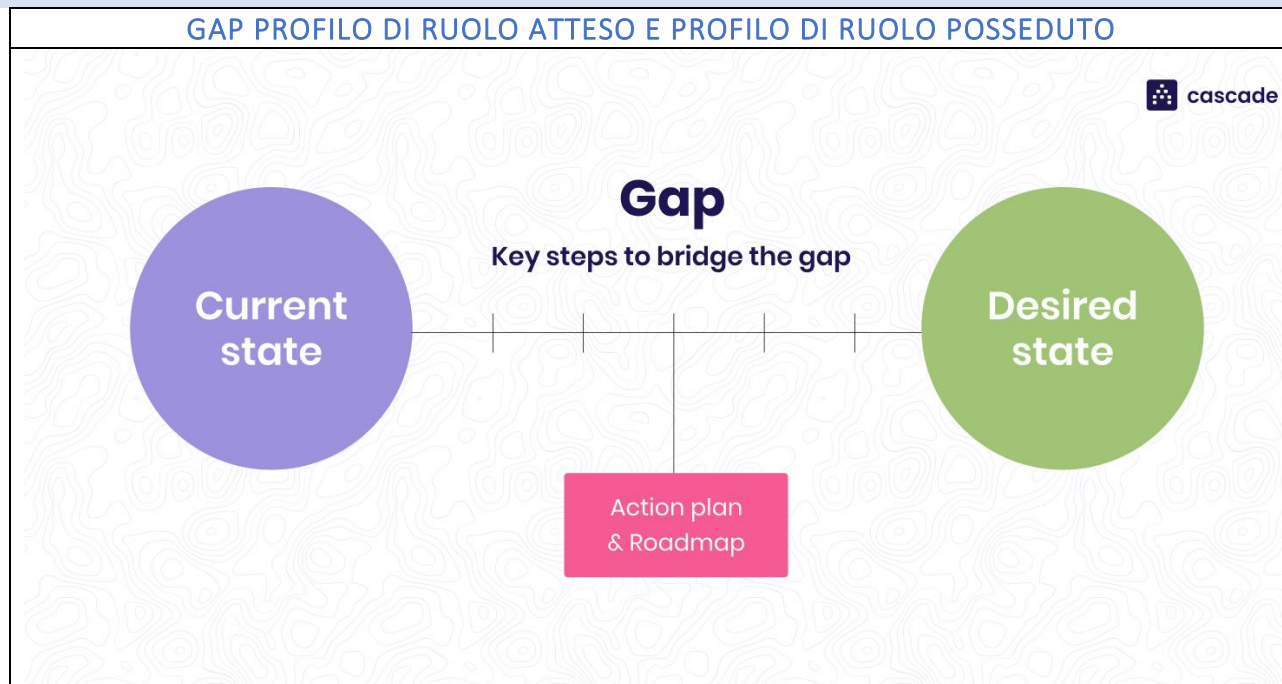 GAP PROFILO DI RUOLO ATTESO E PROFILO DI RUOLO POSSEDUTO
cascade
Gap
Key steps to bridge the gap
Current
state
Desired
state
Action plan
& Roadmap